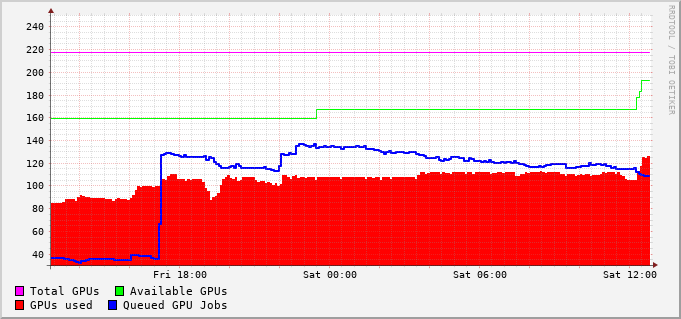 240
220
200
180
160
140
120
100
80
60
40
Fri 18:00 Sat 00:00 Sat 06:00 Sat 12:00
Total GPUs Available GPUs
GPUs used Queued GPU Jobs
RRDTOOL / TOBI OETIKER